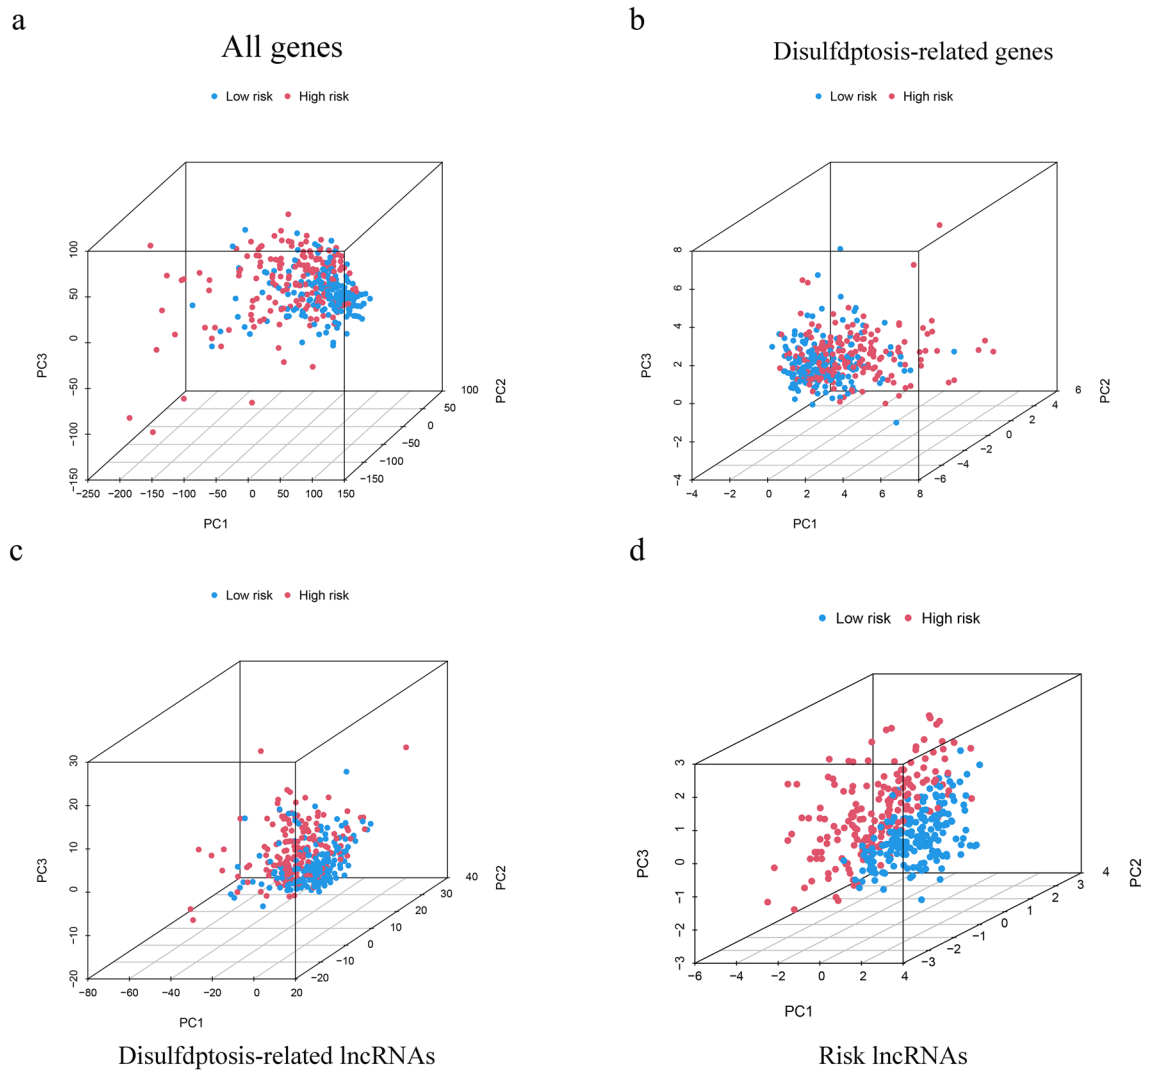 a
All genes
Low risk High risk
PC3
100
50
0
−50
−100
−150
−250 −200 −150 −100 −50 0 50 100 150
PC1
−150
−100
−50
0
50
100
PC2
b
Disulfdptosis-related genes
Low risk High risk
PC3
8
6
4
2
0
−2
−4
−4 −2 0 2 4 6 8
PC1
−6
−4
−2
0
2
4
6
PC2
c
Low risk High risk
PC3
30
20
10
0
−10
−20
−80 −60 −40 −20 0 20
PC1
−20
−10
0
10
20
30
40
PC2
Disulfdptosis-related lncRNAs
d
Low risk High risk
PC3
3
2
1
0
−1
−2
−3
−6 −4 −2 0 2 4
PC1
−3
−2
−1
0
1
2
3
4
PC2
Risk lncRNAs